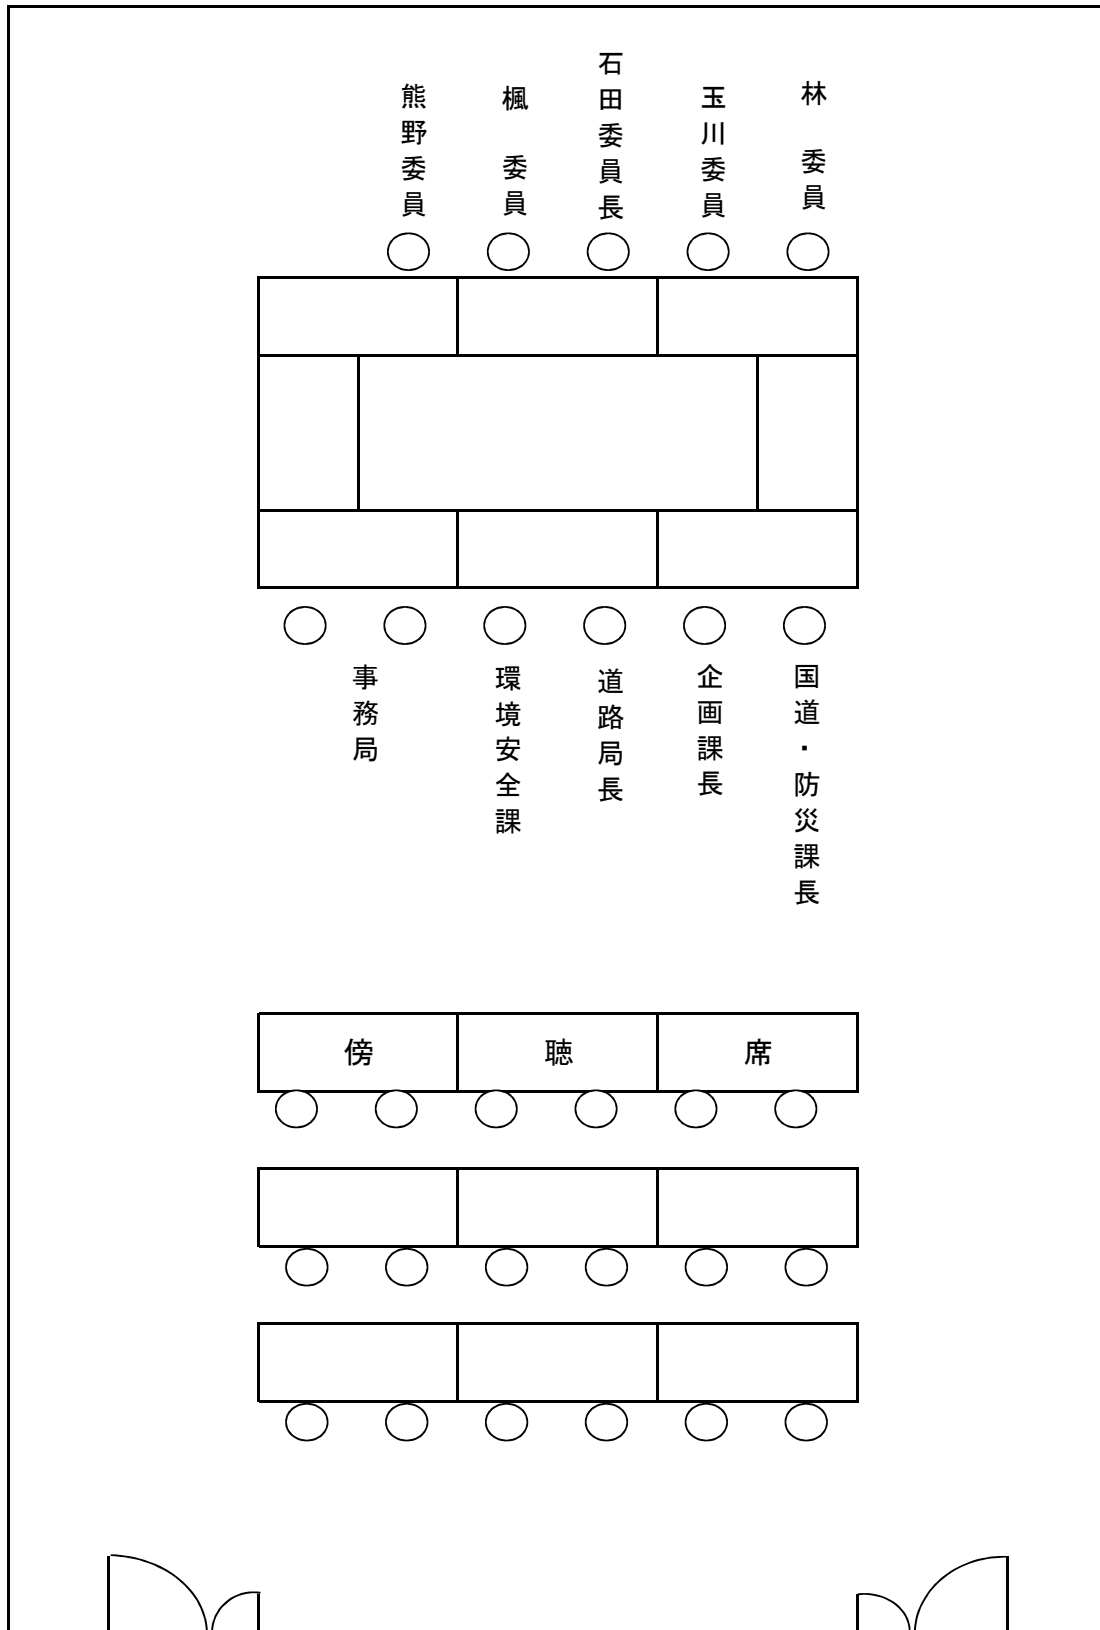 熊野委員
楓　委員
石田委員長
玉川委員
林　委員
事務局
環境安全課
道路局長
企画課長
国道・防災課長
傍　聴　席